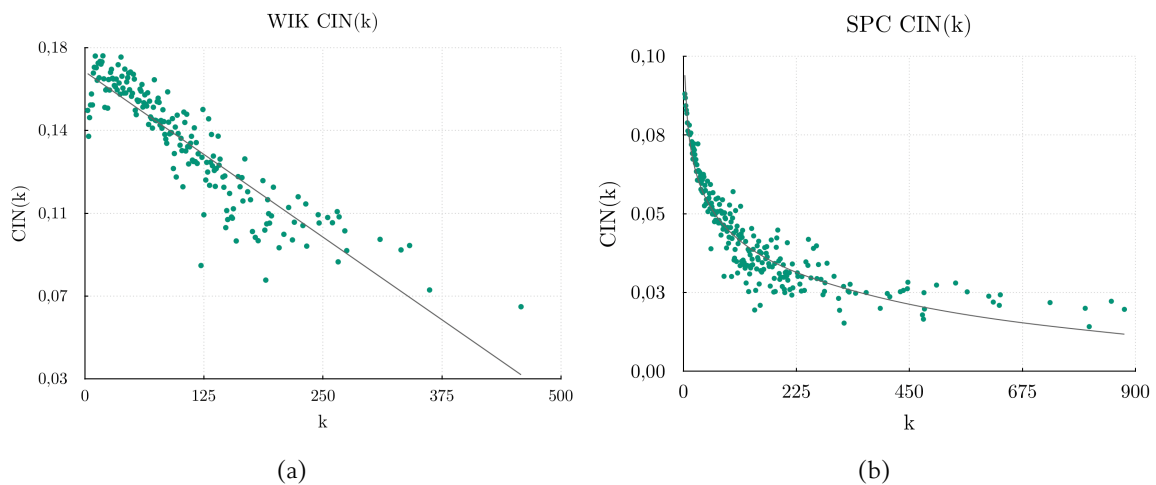 WIK CIN(k)
0,18
0,14
0,11
0,07
0,03
CIN(k)
0
125
250
375
500
k
(a)
SPC CIN(k)
0,10
0,08
0,05
0,03
0,00
CIN(k)
0
225
450
675
900
k
(b)